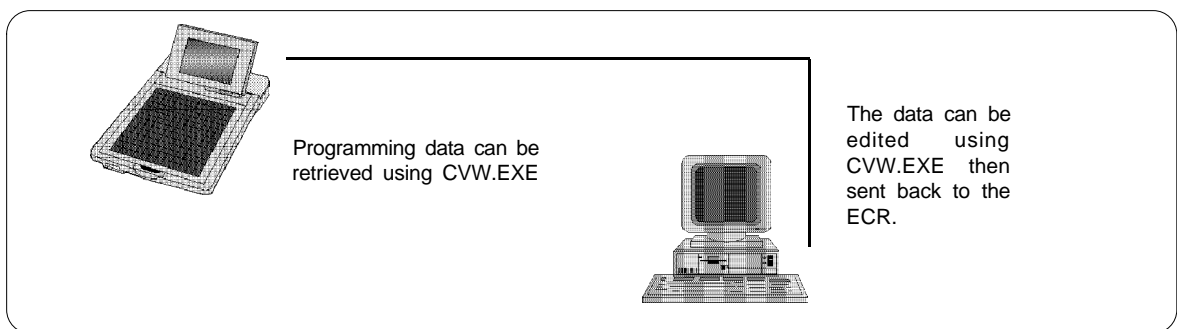 Programming data can be
retrieved using CVW.EXE
The data can be
edited using
CVW.EXE then
sent back to the
ECR.